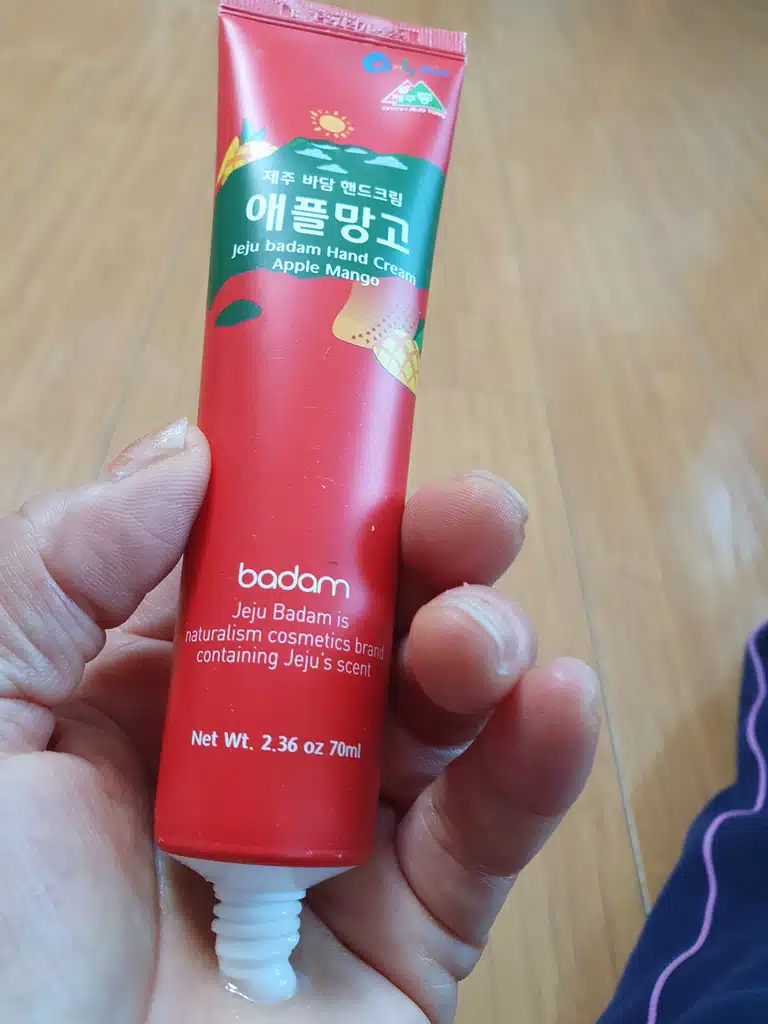 제주 바담 핸드크림
애플망고
Jeju badam Hand Cream
Apple Mango
badam
Jeju Badam is
naturalism cosmetics brand
containing Jeju's scent
Net Wt. 2.36 oz 70ml